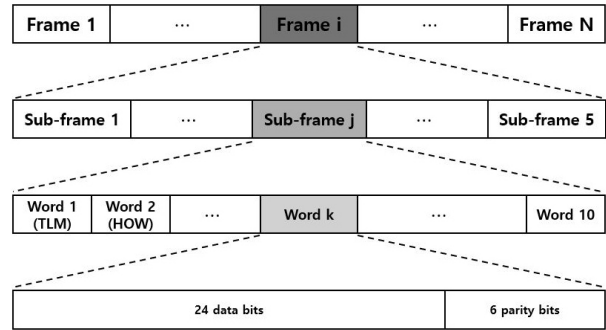 Frame 1 ... Frame i ... Frame N
Sub-frame 1 ... Sub-frame j ... Sub-frame 5
Word 1 Word 2 ... Word k ... Word 10
(TLM) (HOW)
24 data bits 6 parity bits